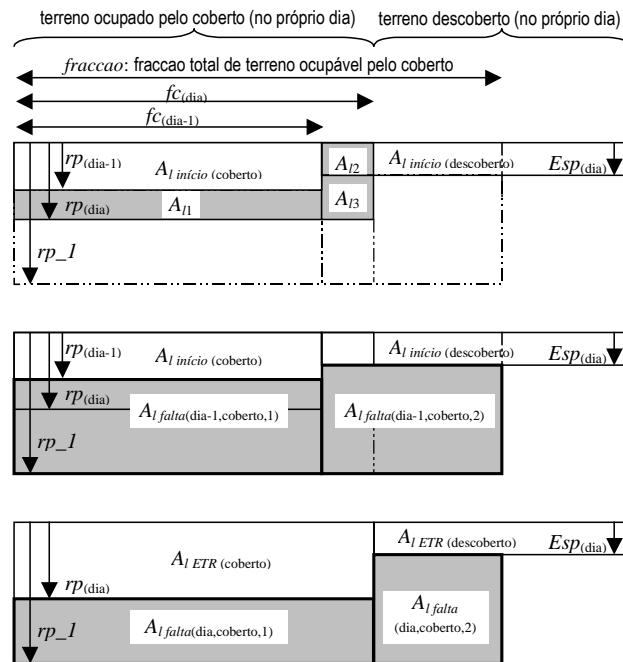 terreno ocupado pelo coberto (no próprio dia) terreno descoberto (no próprio dia)
fraccao: fraccao total de terreno ocupável pelo coberto
fc(dia)
fc(dia-1)
rp(dia-1) Al início (coberto) Al2 Al início (descoberto) Esp(dia)
rp(dia) Al1 Al3
rp_1
rp(dia-1) Al início (coberto) Al início (descoberto) Esp(dia)
rp(dia) Al falta(dia-1,coberto,1) Al falta(dia-1,coberto,2)
rp_1
Al ETR (coberto) Al ETR (descoberto) Esp(dia)
rp(dia)
Al falta(dia,coberto,1) Al falta
(dia,coberto,2)
rp_1